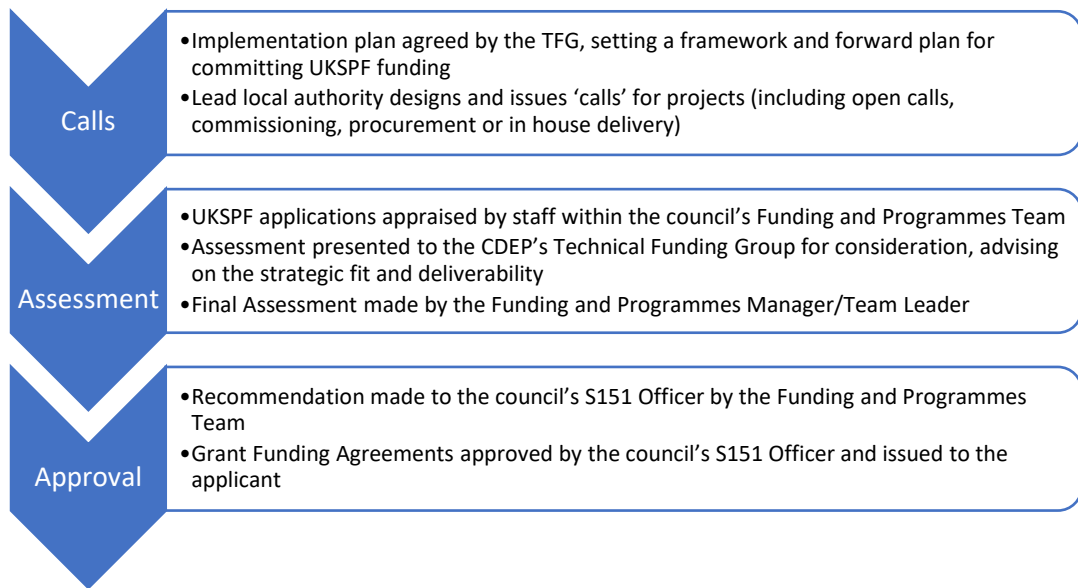 Calls
•Implementation plan agreed by the TFG, setting a framework and forward plan for
committing UKSPF funding
•Lead local authority designs and issues ‘calls’ for projects (including open calls,
commissioning, procurement or in house delivery)
Assessment
•UKSPF applications appraised by staff within the council’s Funding and Programmes Team
•Assessment presented to the CDEP’s Technical Funding Group for consideration, advising
on the strategic fit and deliverability
•Final Assessment made by the Funding and Programmes Manager/Team Leader
Approval
•Recommendation made to the council’s S151 Officer by the Funding and Programmes
Team
•Grant Funding Agreements approved by the council’s S151 Officer and issued to the
applicant